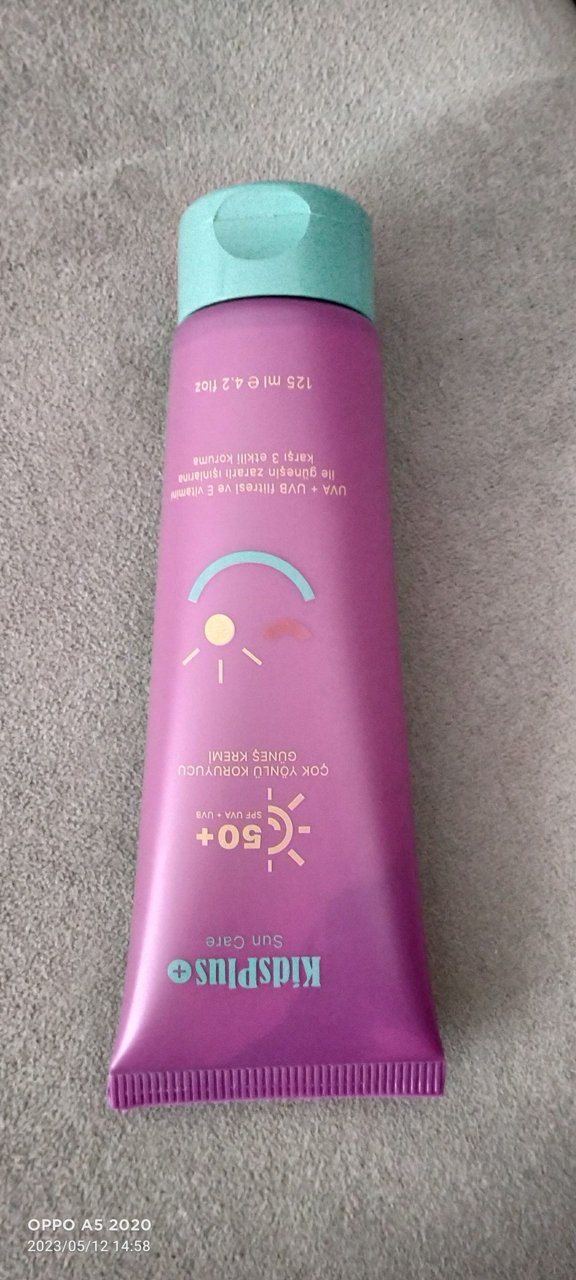 KidsPlus+
Sun Care
50+
SPF UVA + UVB
ÇOK YÖNLÜ KORUYUCU
GÜNEŞ KREMİ
UVA + UVB filtresi ve E vitamini
ile güneşin zararlı ışınlarına
karşı 3 etkili koruma
125 ml ℮ 4.2 floz
OPPO A5 2020
2023/05/12 14:58